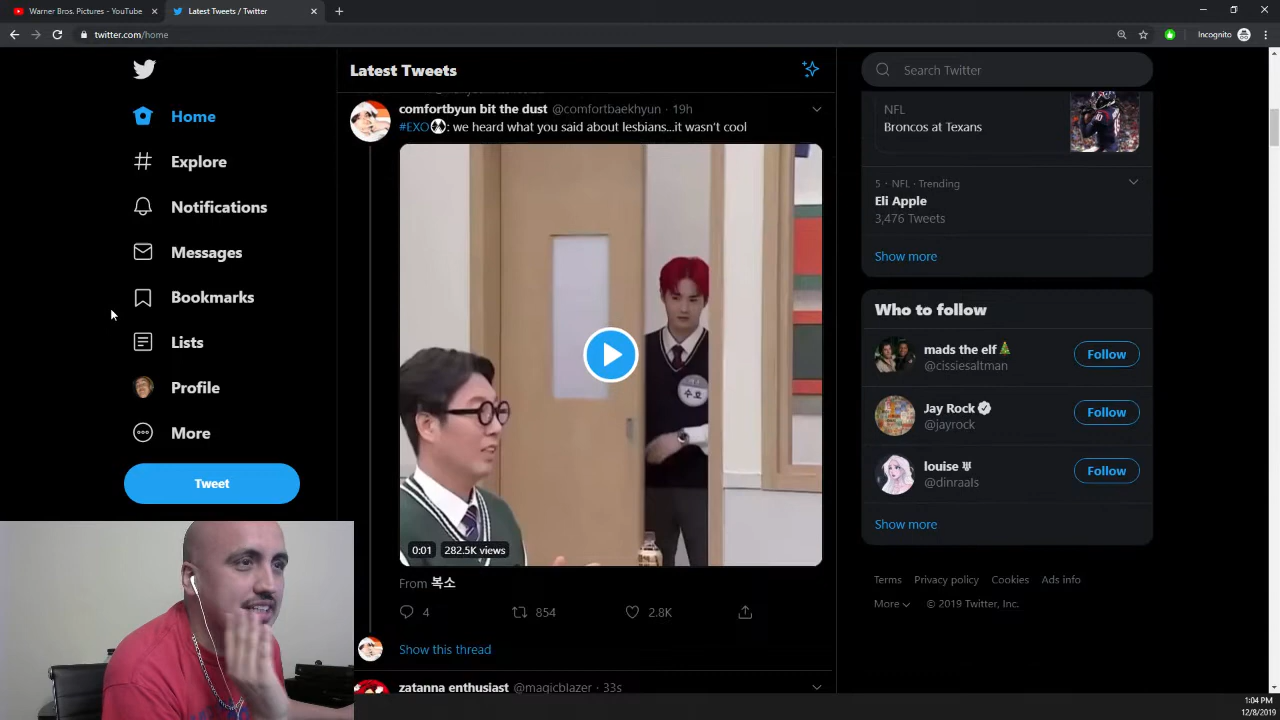 Warner Bros. Pictures - YouTube
Latest Tweets / Twitter
twitter.com/home
Incognito
Home
Explore
Notifications
Messages
Bookmarks
Lists
Profile
More
Tweet
Latest Tweets
comfortbyun bit the dust @comfortbaekhyun · 19h
#EXO: we heard what you said about lesbians...it wasn't cool
수호
0:01 282.5K views
From 복소
4 854 2.8K
Show this thread
zatanna enthusiast @magicblazer · 33s
Search Twitter
NFL
Broncos at Texans
5 · NFL · Trending
Eli Apple
3,476 Tweets
Show more
Who to follow
mads the elf
@cissiesaltman
Follow
Jay Rock
@jayrock
Follow
louise
@dinraals
Follow
Show more
Terms Privacy policy Cookies Ads info
More © 2019 Twitter, Inc.
1:04 PM
12/8/2019